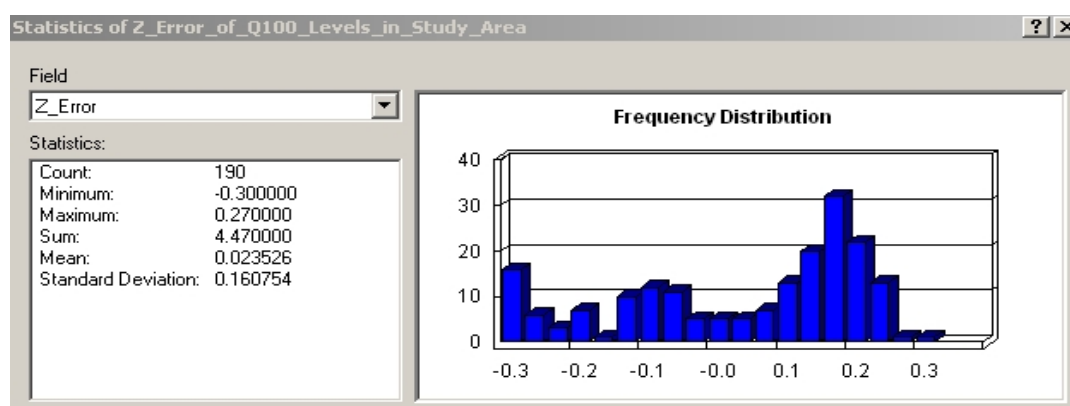 Statistics of Z_Error_of_Q100_Levels_in_Study_Area
Field
Z_Error
Statistics:
Count: 190
Minimum: -0.300000
Maximum: 0.270000
Sum: 4.470000
Mean: 0.023526
Standard Deviation: 0.160754
Frequency Distribution
40
30
20
10
0
-0.3 -0.2 -0.1 -0.0 0.1 0.2 0.3